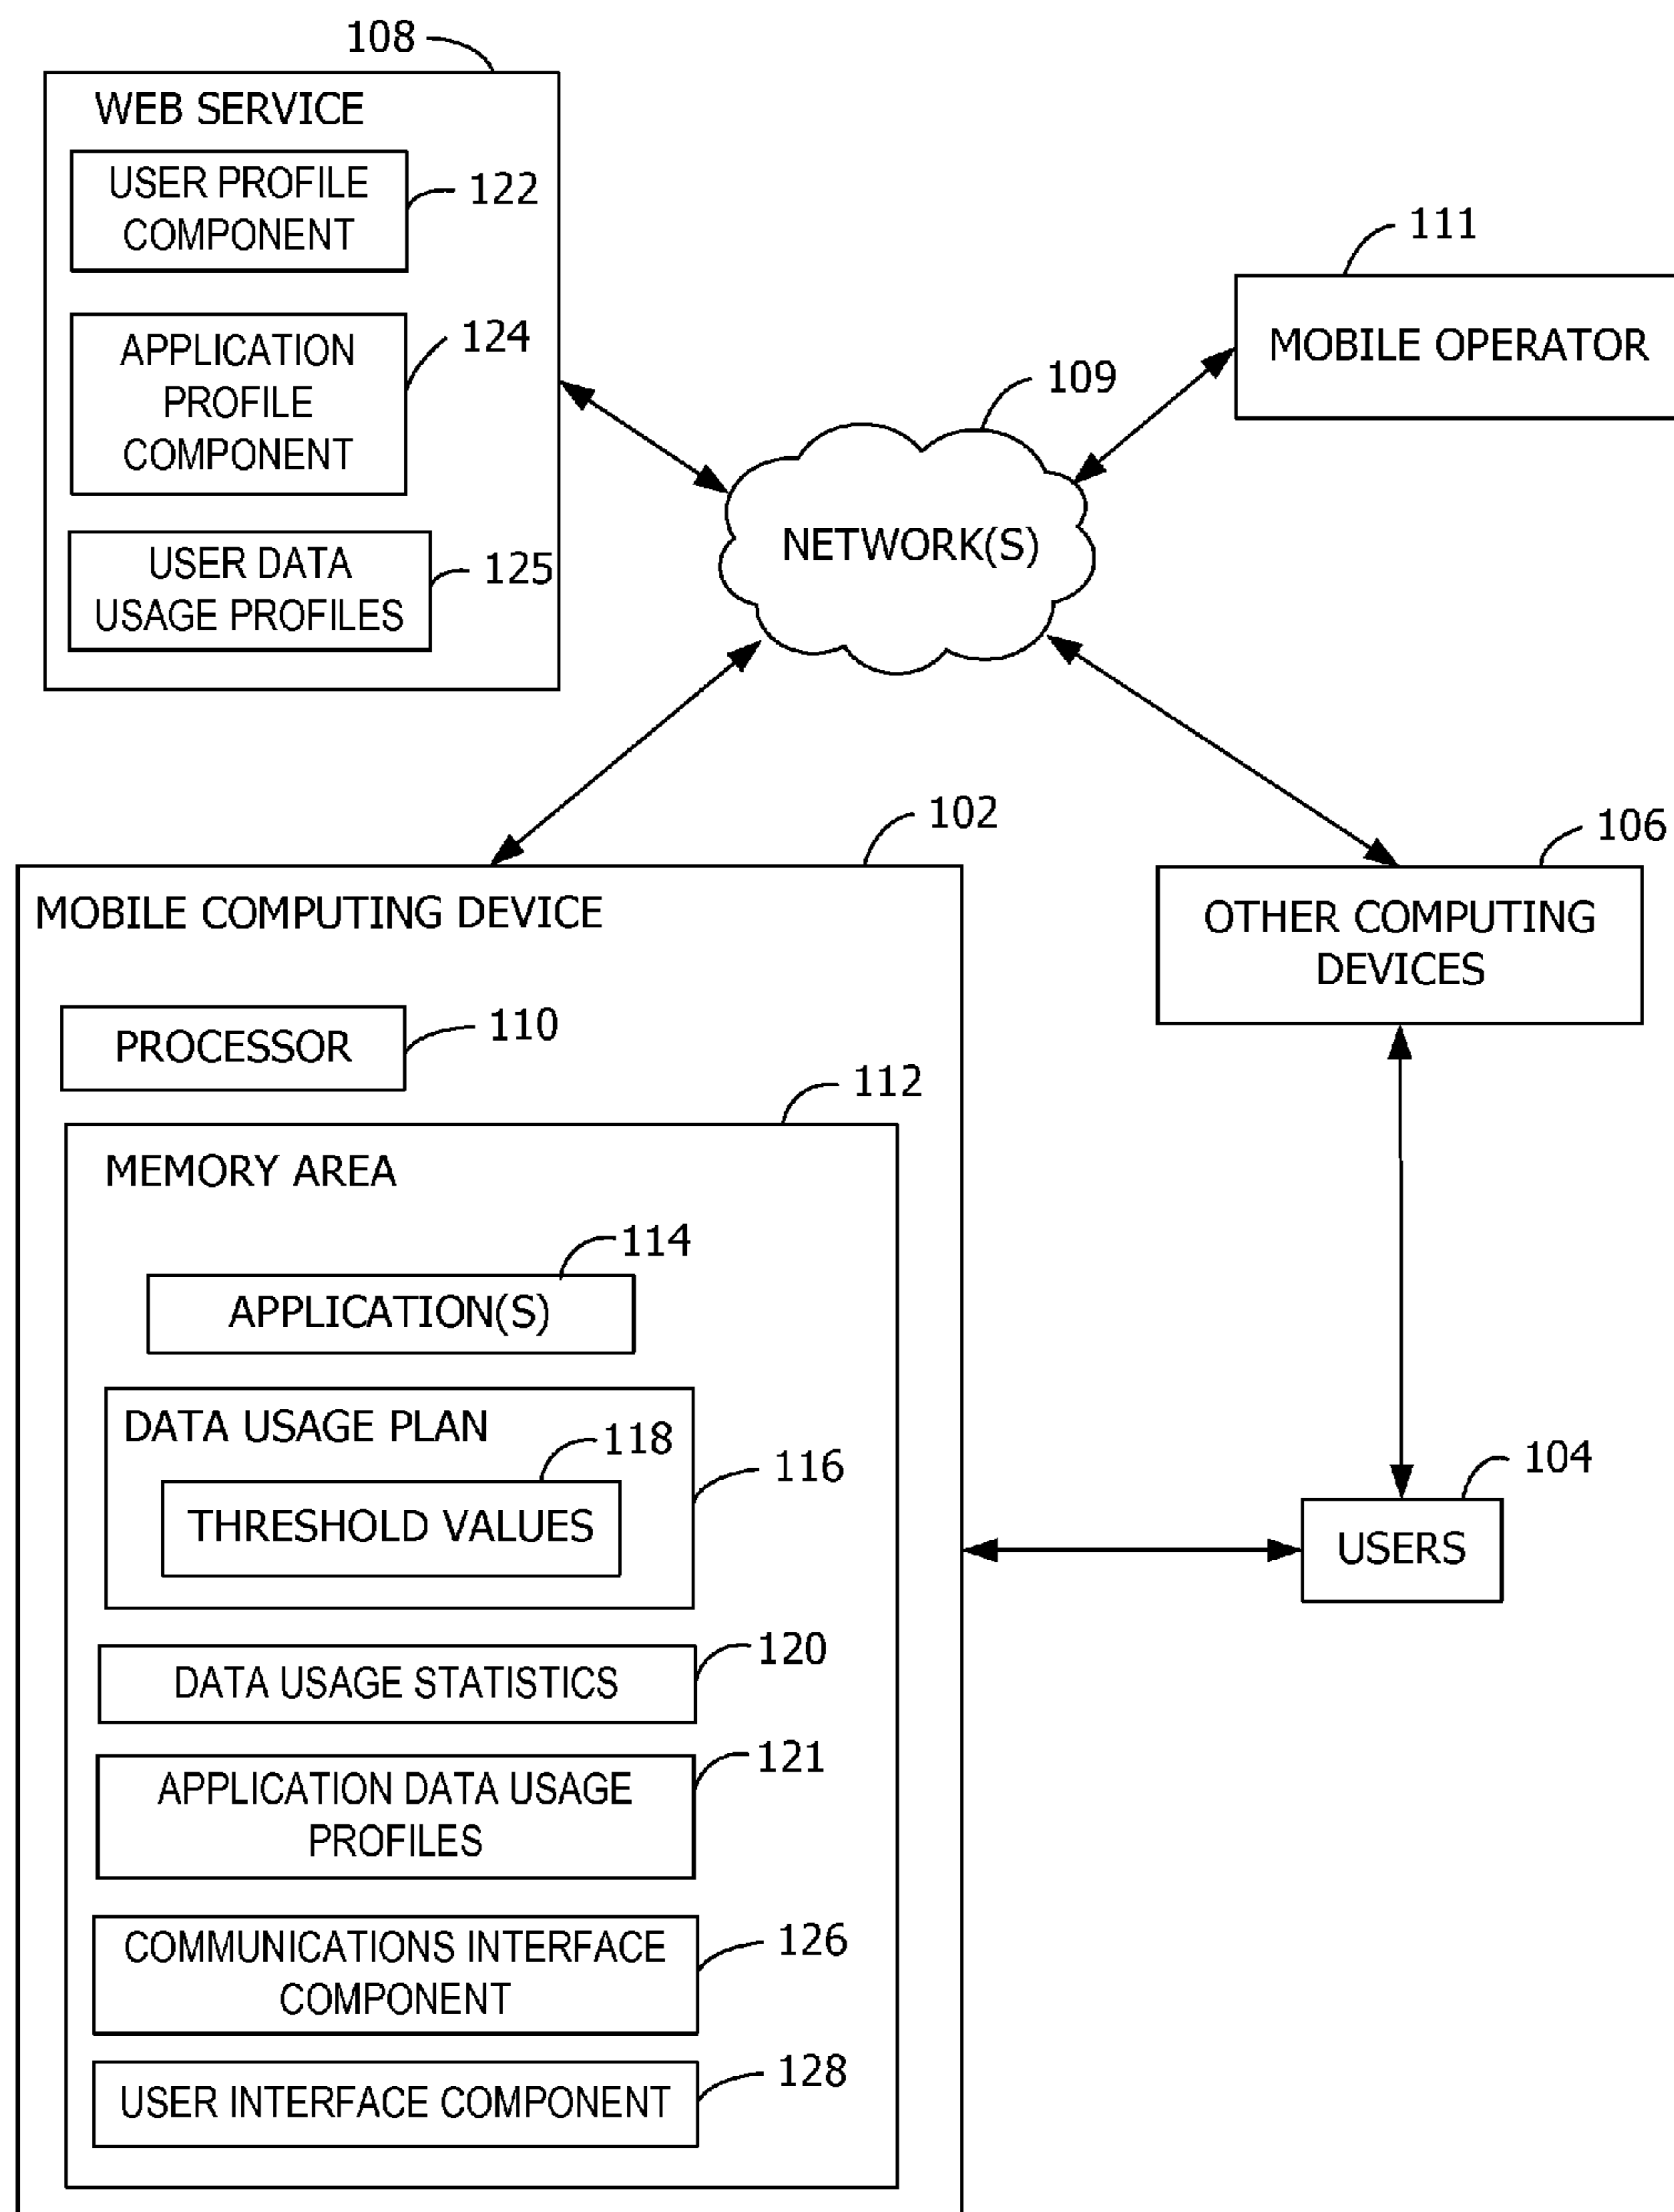 108
WEB SERVICE
USER PROFILE
COMPONENT
122
APPLICATION
PROFILE
COMPONENT
124
USER DATA
USAGE PROFILES
125
111
MOBILE OPERATOR
109
NETWORK(S)
102
MOBILE COMPUTING DEVICE
PROCESSOR
110
112
MEMORY AREA
114
APPLICATION(S)
DATA USAGE PLAN
118
THRESHOLD VALUES
116
120
DATA USAGE STATISTICS
121
APPLICATION DATA USAGE
PROFILES
COMMUNICATIONS INTERFACE
COMPONENT
126
USER INTERFACE COMPONENT
128
106
OTHER COMPUTING
DEVICES
104
USERS